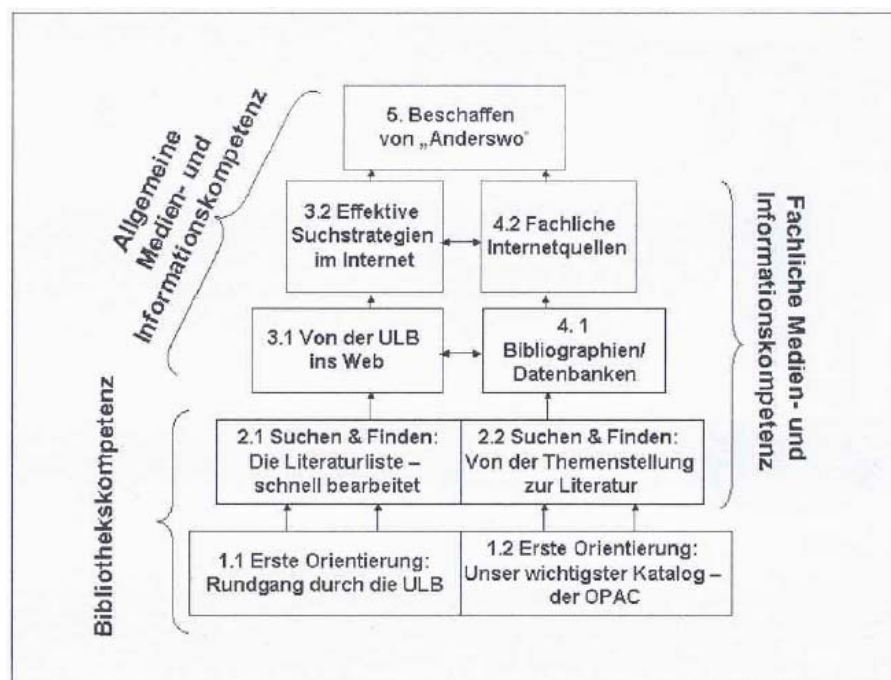 Allgemeine
Medien- und
Informationskompetenz
5. Beschaffen
von „Anderswo"
3.2 Effektive
Suchstrategien
im Internet
4.2 Fachliche
Internetquellen
3.1 Von der ULB
ins Web
4. 1
Bibliographien/
Datenbanken
Fachliche Medien- und
Informationskompetenz
Bibliothekskompetenz
2.1 Suchen & Finden:
Die Literaturliste –
schnell bearbeitet
2.2 Suchen & Finden:
Von der Themenstellung
zur Literatur
1.1 Erste Orientierung:
Rundgang durch die ULB
1.2 Erste Orientierung:
Unser wichtigster Katalog –
der OPAC